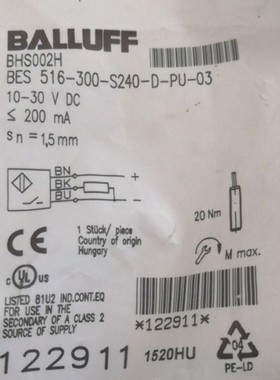 BALLUFF
BHS002H
BES 516-300-S240-D-PU-03
10-30 V DC
≤ 200 mA
sn = 1,5 mm
BN +
BK
BU -
20 Nm
M max.
CE
1 Stück/ piece
Country of origin
Hungary
c UL US
LISTED 81U2 IND.CONT.EQ
FOR USE IN THE
SECONDARY OF A CLASS 2
SOURCE OF SUPPLY
*122911*
122911 1520HU
04
PE-LD